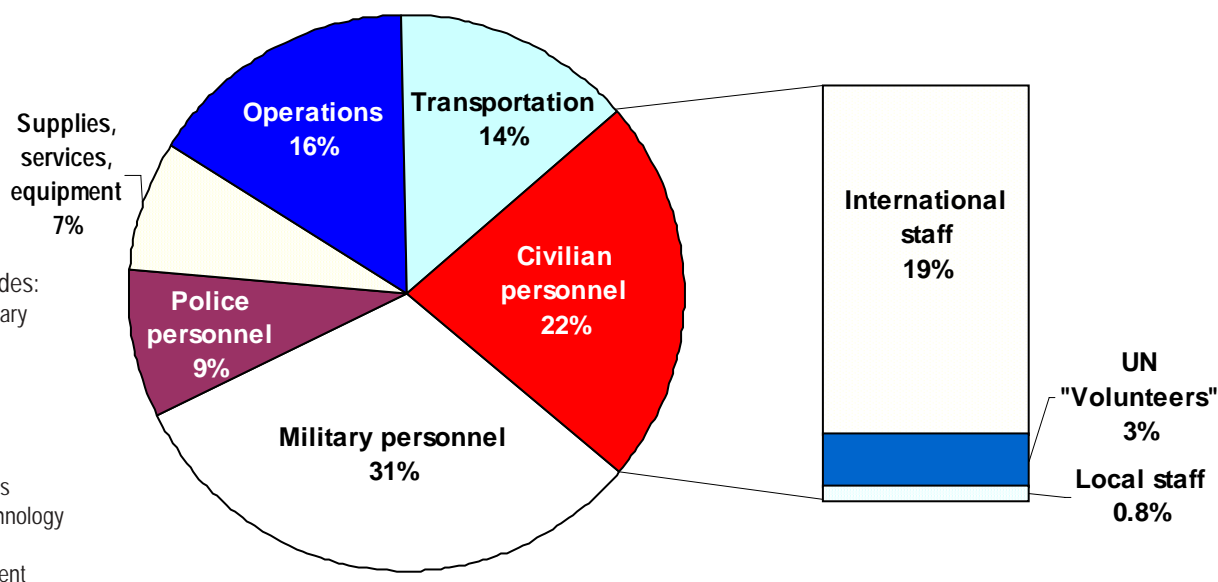 Supplies,
services,
equipment
7%
Operations
16%
Transportation
14%
Civilian
personnel
22%
Police
personnel
9%
Military personnel
31%
International
staff
19%
UN
"Volunteers"
3%
Local staff
0.8%
des:
ary
s
hnology
ent